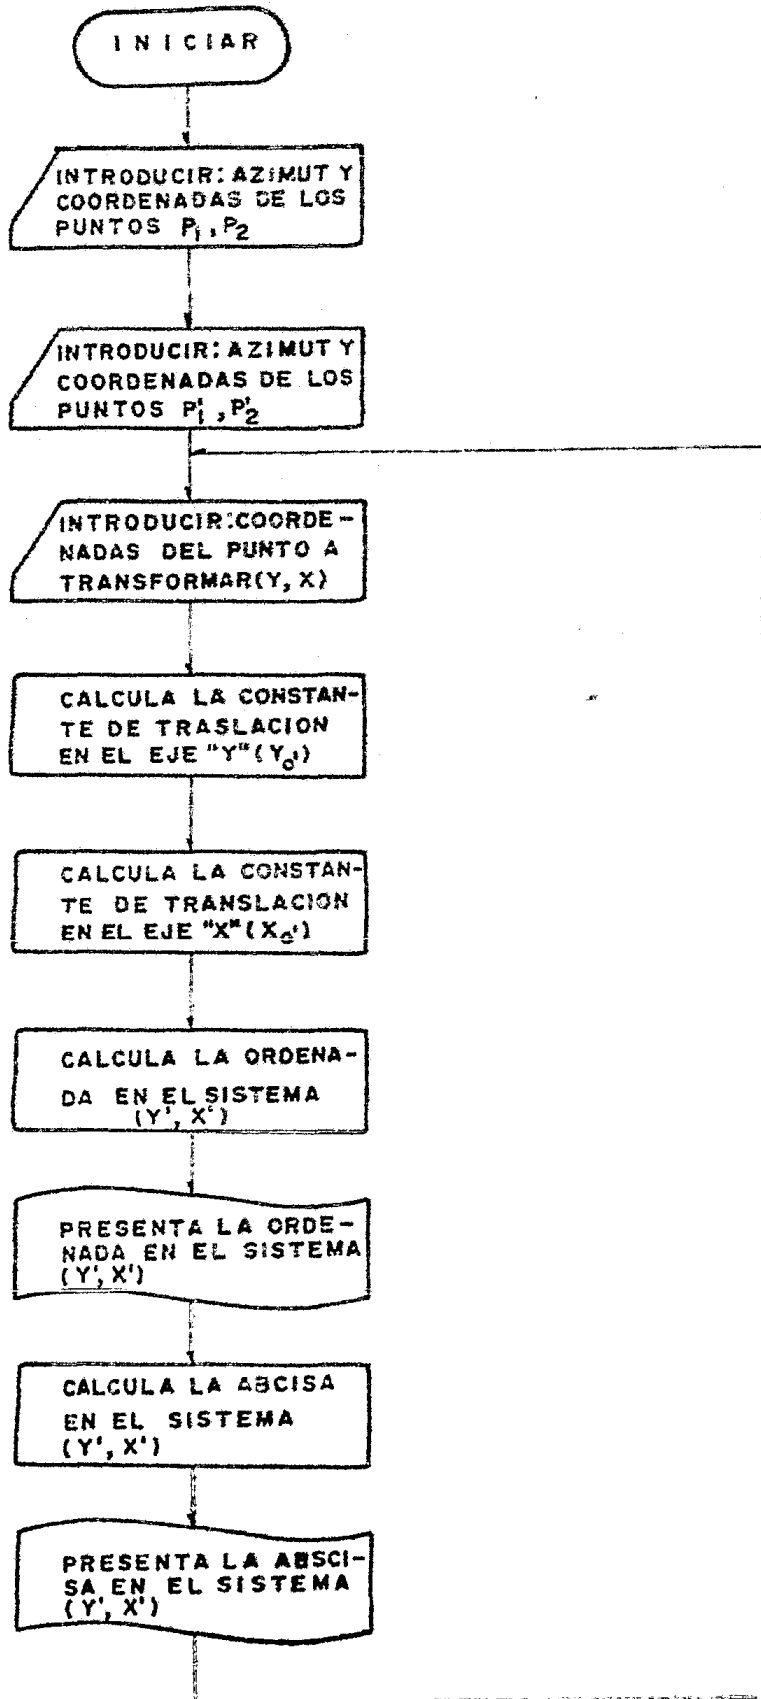 INICIAR
INTRODUCIR: AZIMUT Y
COORDENADAS DE LOS
PUNTOS P₁, P₂
INTRODUCIR: AZIMUT Y
COORDENADAS DE LOS
PUNTOS P'₁, P'₂
INTRODUCIR: COORDE-
NADAS DEL PUNTO A
TRANSFORMAR (Y, X)
CALCULA LA CONSTAN-
TE DE TRASLACION
EN EL EJE "Y" (Y₀')
CALCULA LA CONSTAN-
TE DE TRANSLACION
EN EL EJE "X" (X₀')
CALCULA LA ORDENA-
DA EN EL SISTEMA
(Y', X')
PRESENTA LA ORDE-
NADA EN EL SISTEMA
(Y', X')
CALCULA LA ABCISA
EN EL SISTEMA
(Y', X')
PRESENTA LA ABSCI-
SA EN EL SISTEMA
(Y', X')